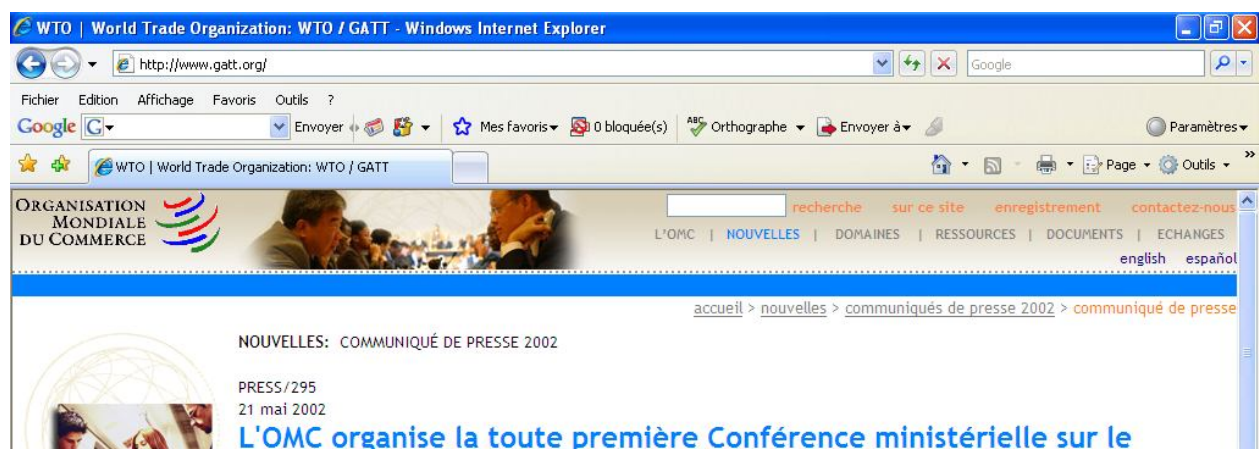 WTO | World Trade Organization: WTO / GATT - Windows Internet Explorer
http://www.gatt.org/ Google
Fichier Edition Affichage Favoris Outils ?
Google G Envoyer Mes favoris 0 bloquée(s) ABC Orthographe Envoyer à Paramètres
WTO | World Trade Organization: WTO / GATT Page Outils »
ORGANISATION
MONDIALE
DU COMMERCE
recherche sur ce site enregistrement contactez-nous
L'OMC | NOUVELLES | DOMAINES | RESSOURCES | DOCUMENTS | ECHANGES
english español
accueil > nouvelles > communiqués de presse 2002 > communiqué de presse
NOUVELLES: COMMUNIQUÉ DE PRESSE 2002
PRESS/295
21 mai 2002
L'OMC organise la toute première Conférence ministérielle sur le